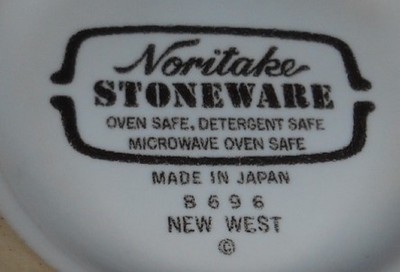 Noritake
STONEWARE
OVEN SAFE, DETERGENT SAFE
MICROWAVE OVEN SAFE
MADE IN JAPAN
8696
NEW WEST
©